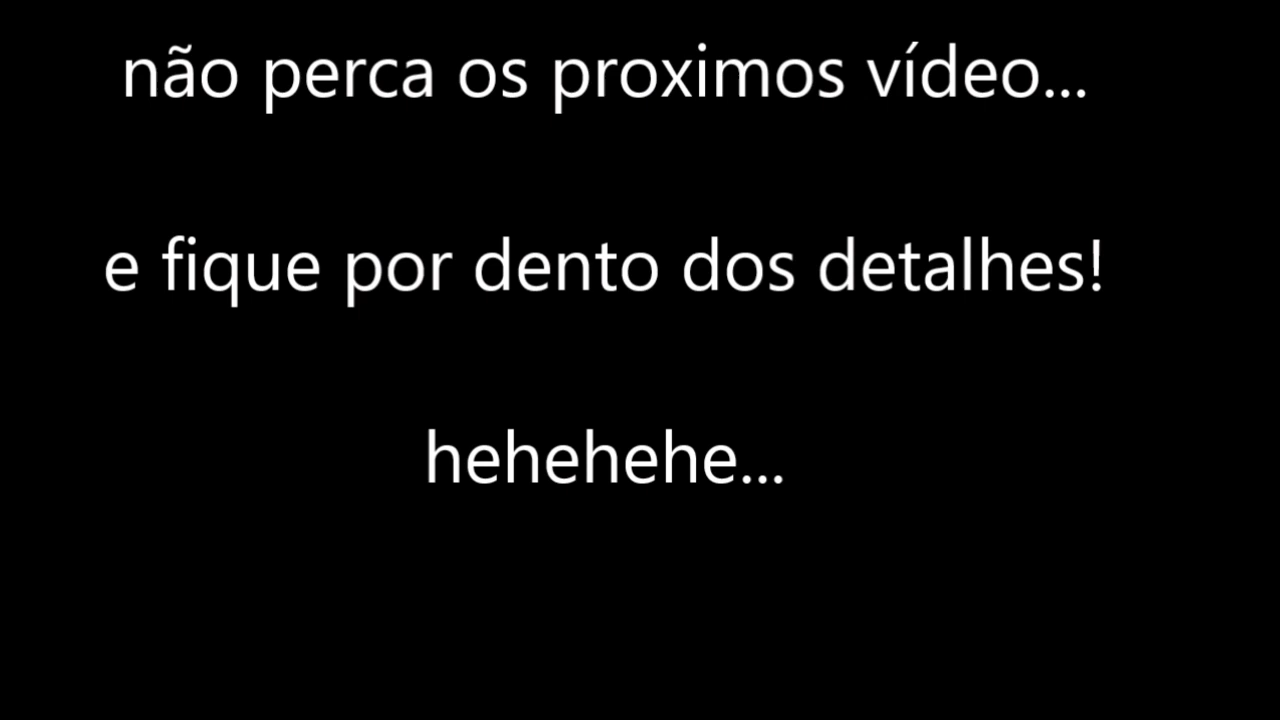 não perca os proximos vídeo...
e fique por dento dos detalhes!
hehehehe...